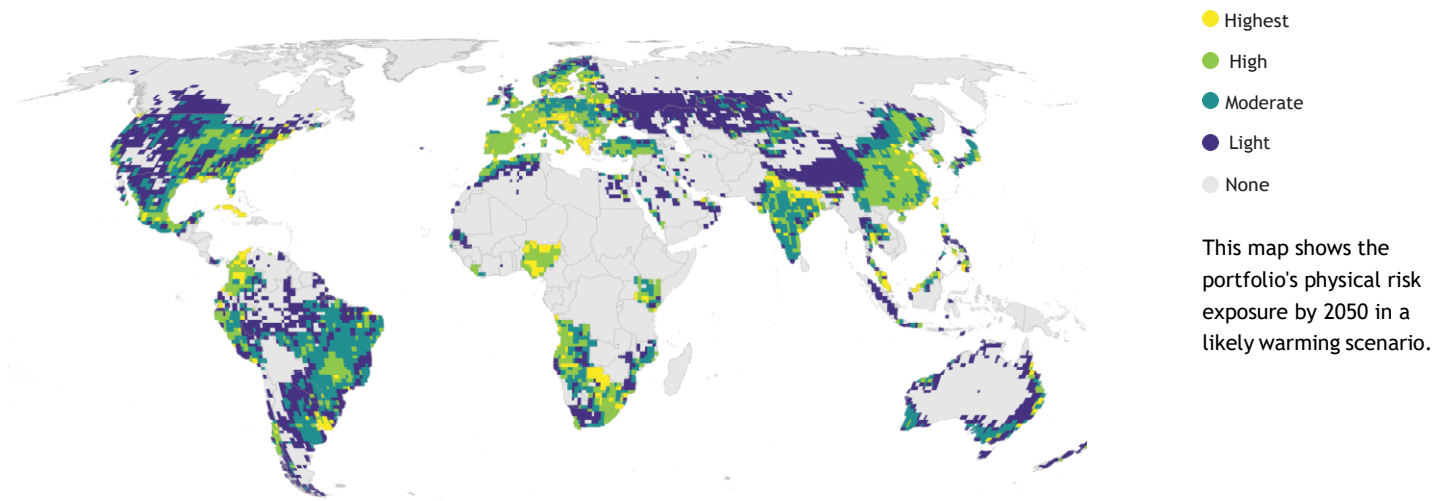 Highest
High
Moderate
Light
None
This map shows the
portfolio's physical risk
exposure by 2050 in a
likely warming scenario.